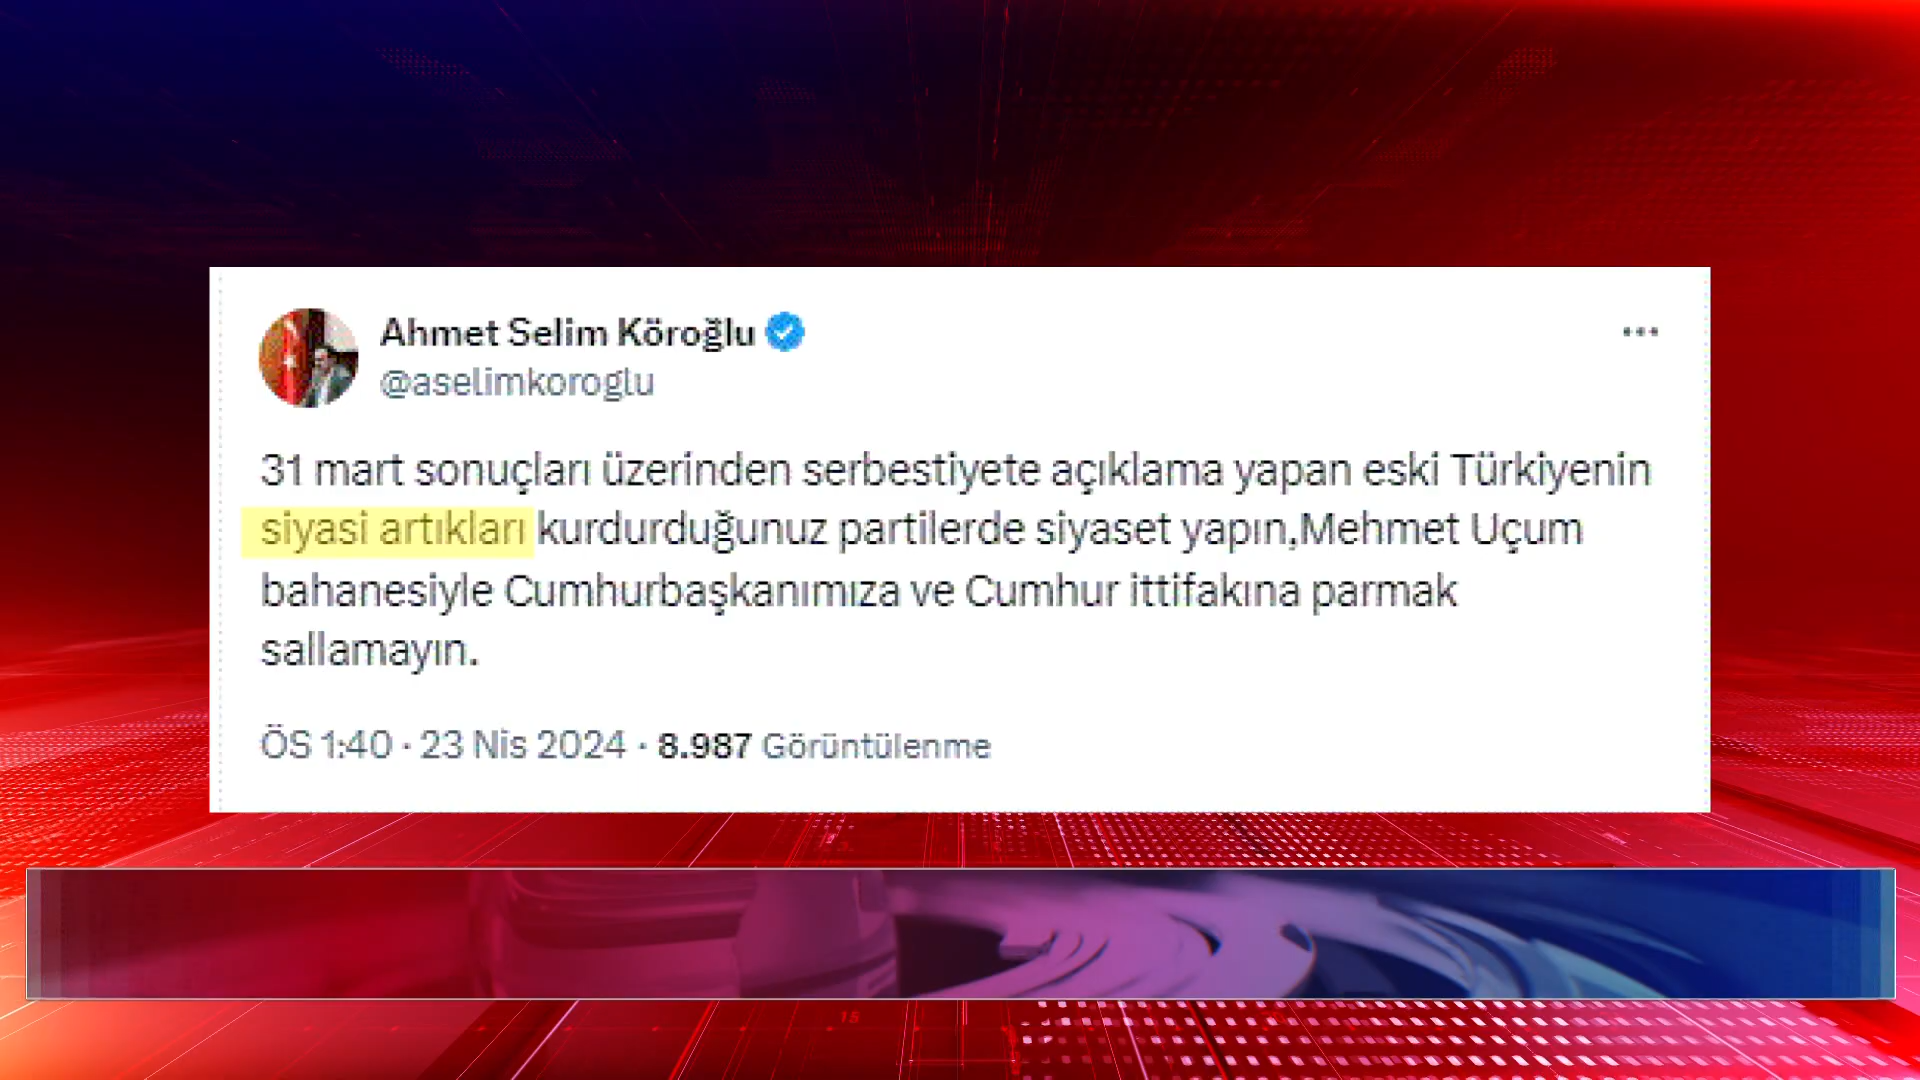 Ahmet Selim Köroğlu
@aselimkoroglu
31 mart sonuçları üzerinden serbestiyete açıklama yapan eski Türkiyenin
siyasi artıkları kurdurduğunuz partilerde siyaset yapın,Mehmet Uçum
bahanesiyle Cumhurbaşkanımıza ve Cumhur ittifakına parmak
sallamayın.
ÖS 1:40 · 23 Nis 2024 · 8.987 Görüntülenme
15